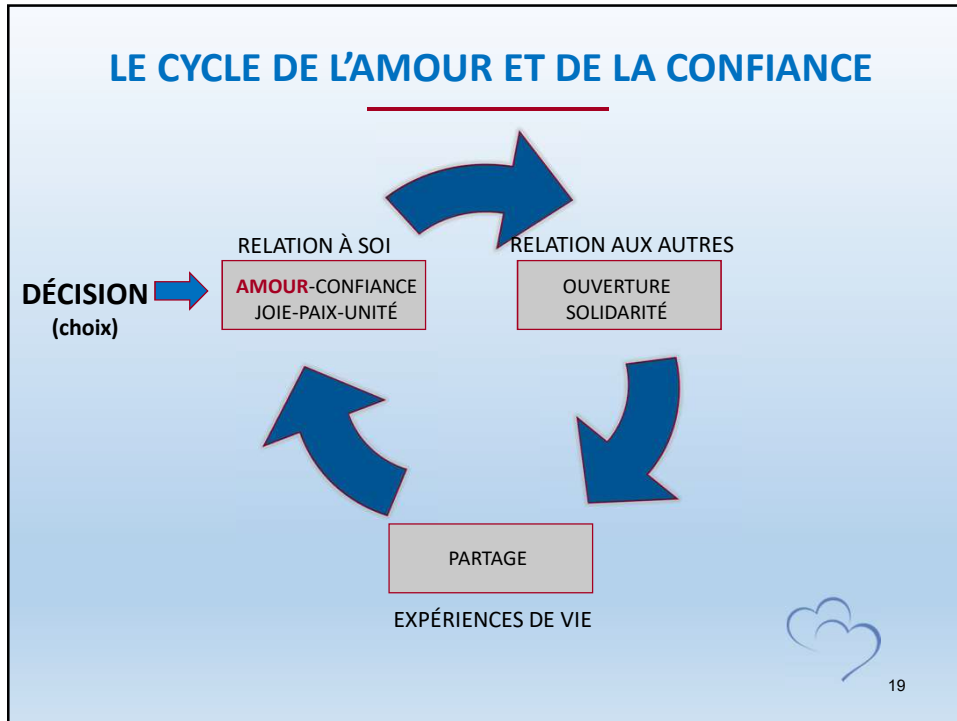 LE CYCLE DE L’AMOUR ET DE LA CONFIANCE
RELATION À SOI
RELATION AUX AUTRES
DÉCISION
(choix)
AMOUR-CONFIANCE
JOIE-PAIX-UNITÉ
OUVERTURE
SOLIDARITÉ
PARTAGE
EXPÉRIENCES DE VIE
19